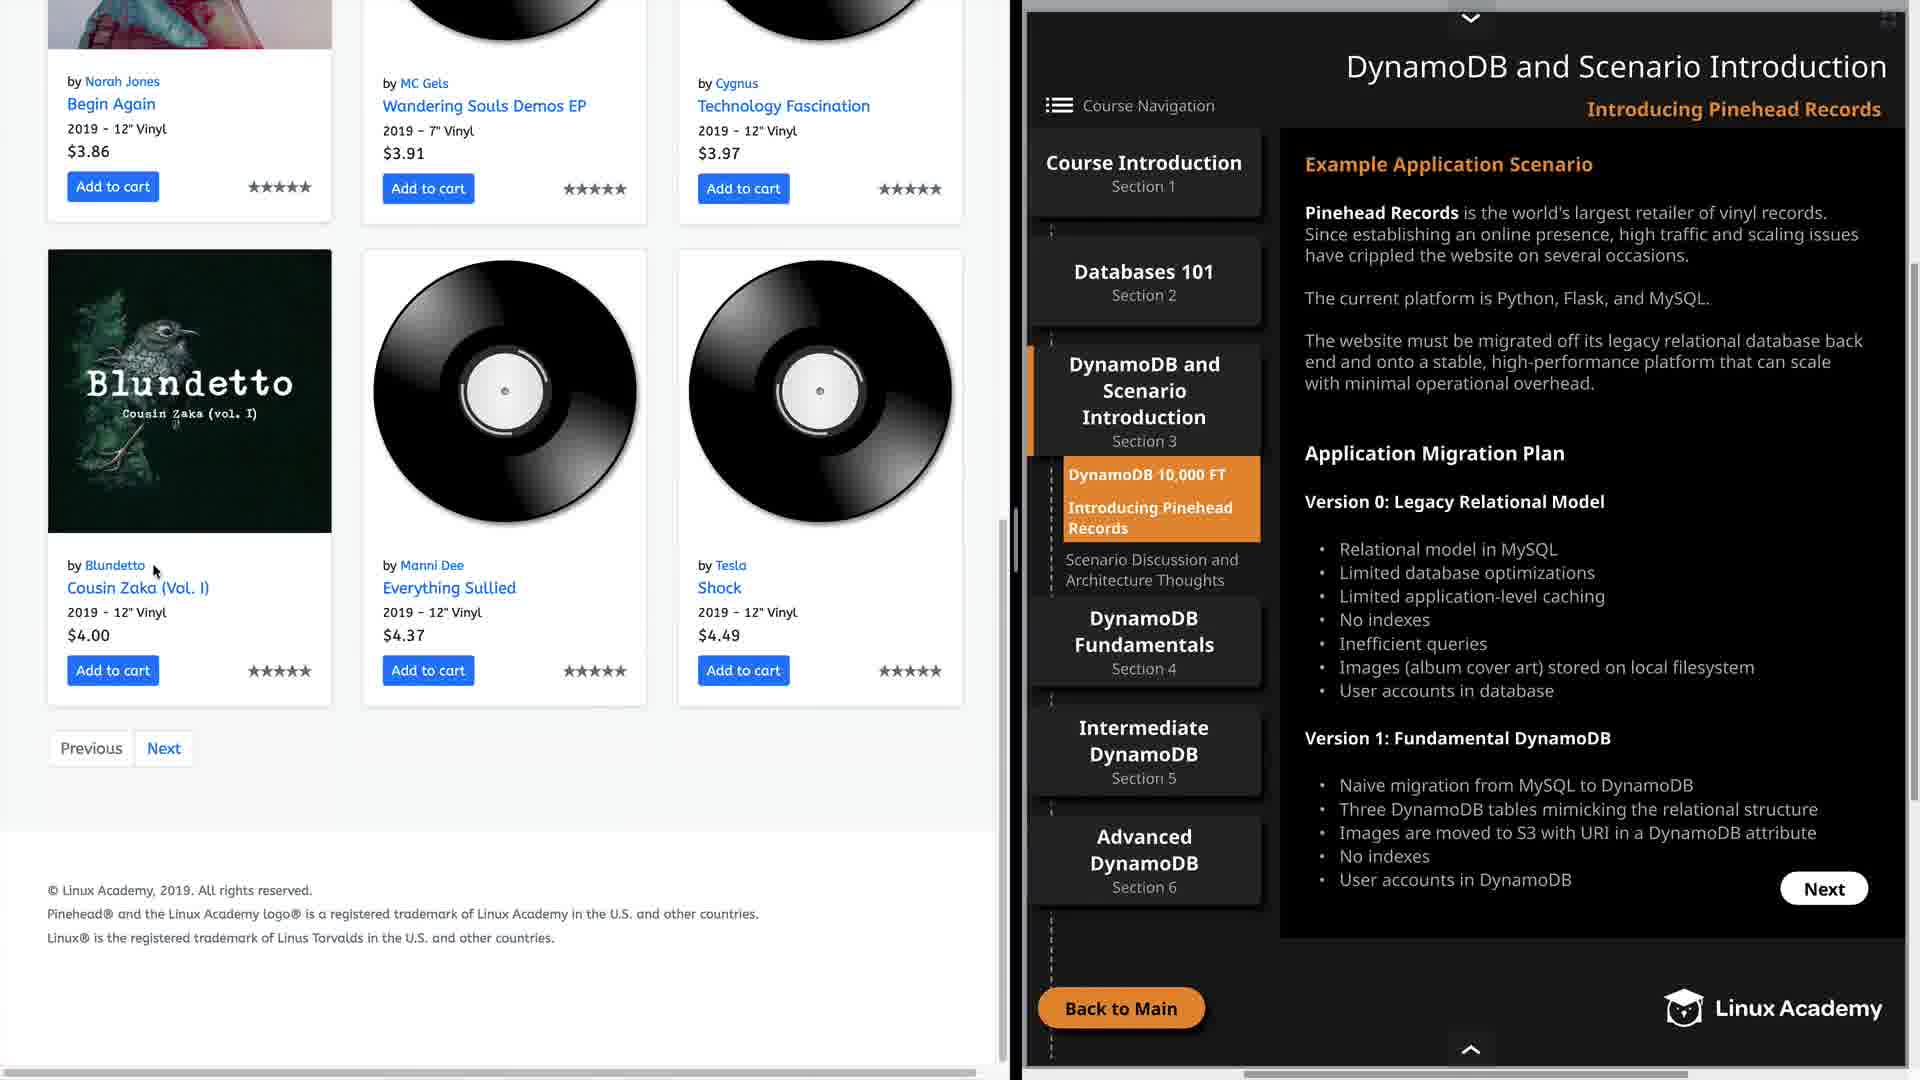 by Norah Jones
Begin Again
2019 - 12" Vinyl
$3.86
Add to cart
★★★★★
by MC Gels
Wandering Souls Demos EP
2019 - 7" Vinyl
$3.91
Add to cart
★★★★★
by Cygnus
Technology Fascination
2019 - 12" Vinyl
$3.97
Add to cart
★★★★★
Blundetto
Cousin Zaka (vol. I)
by Blundetto
Cousin Zaka (Vol. I)
2019 - 12" Vinyl
$4.00
Add to cart
★★★★★
by Manni Dee
Everything Sullied
2019 - 12" Vinyl
$4.37
Add to cart
★★★★★
by Tesla
Shock
2019 - 12" Vinyl
$4.49
Add to cart
★★★★★
Previous
Next
© Linux Academy, 2019. All rights reserved.
Pinehead® and the Linux Academy logo® is a registered trademark of Linux Academy in the U.S. and other countries.
Linux® is the registered trademark of Linus Torvalds in the U.S. and other countries.
DynamoDB and Scenario Introduction
Course Navigation
Introducing Pinehead Records
Course Introduction
Section 1
Databases 101
Section 2
DynamoDB and
Scenario
Introduction
Section 3
DynamoDB 10,000 FT
Introducing Pinehead
Records
Scenario Discussion and
Architecture Thoughts
DynamoDB
Fundamentals
Section 4
Intermediate
DynamoDB
Section 5
Advanced
DynamoDB
Section 6
Back to Main
Example Application Scenario
Pinehead Records is the world's largest retailer of vinyl records.
Since establishing an online presence, high traffic and scaling issues
have crippled the website on several occasions.
The current platform is Python, Flask, and MySQL.
The website must be migrated off its legacy relational database back
end and onto a stable, high-performance platform that can scale
with minimal operational overhead.
Application Migration Plan
Version 0: Legacy Relational Model
• Relational model in MySQL
• Limited database optimizations
• Limited application-level caching
• No indexes
• Inefficient queries
• Images (album cover art) stored on local filesystem
• User accounts in database
Version 1: Fundamental DynamoDB
• Naive migration from MySQL to DynamoDB
• Three DynamoDB tables mimicking the relational structure
• Images are moved to S3 with URI in a DynamoDB attribute
• No indexes
• User accounts in DynamoDB
Next
Linux Academy